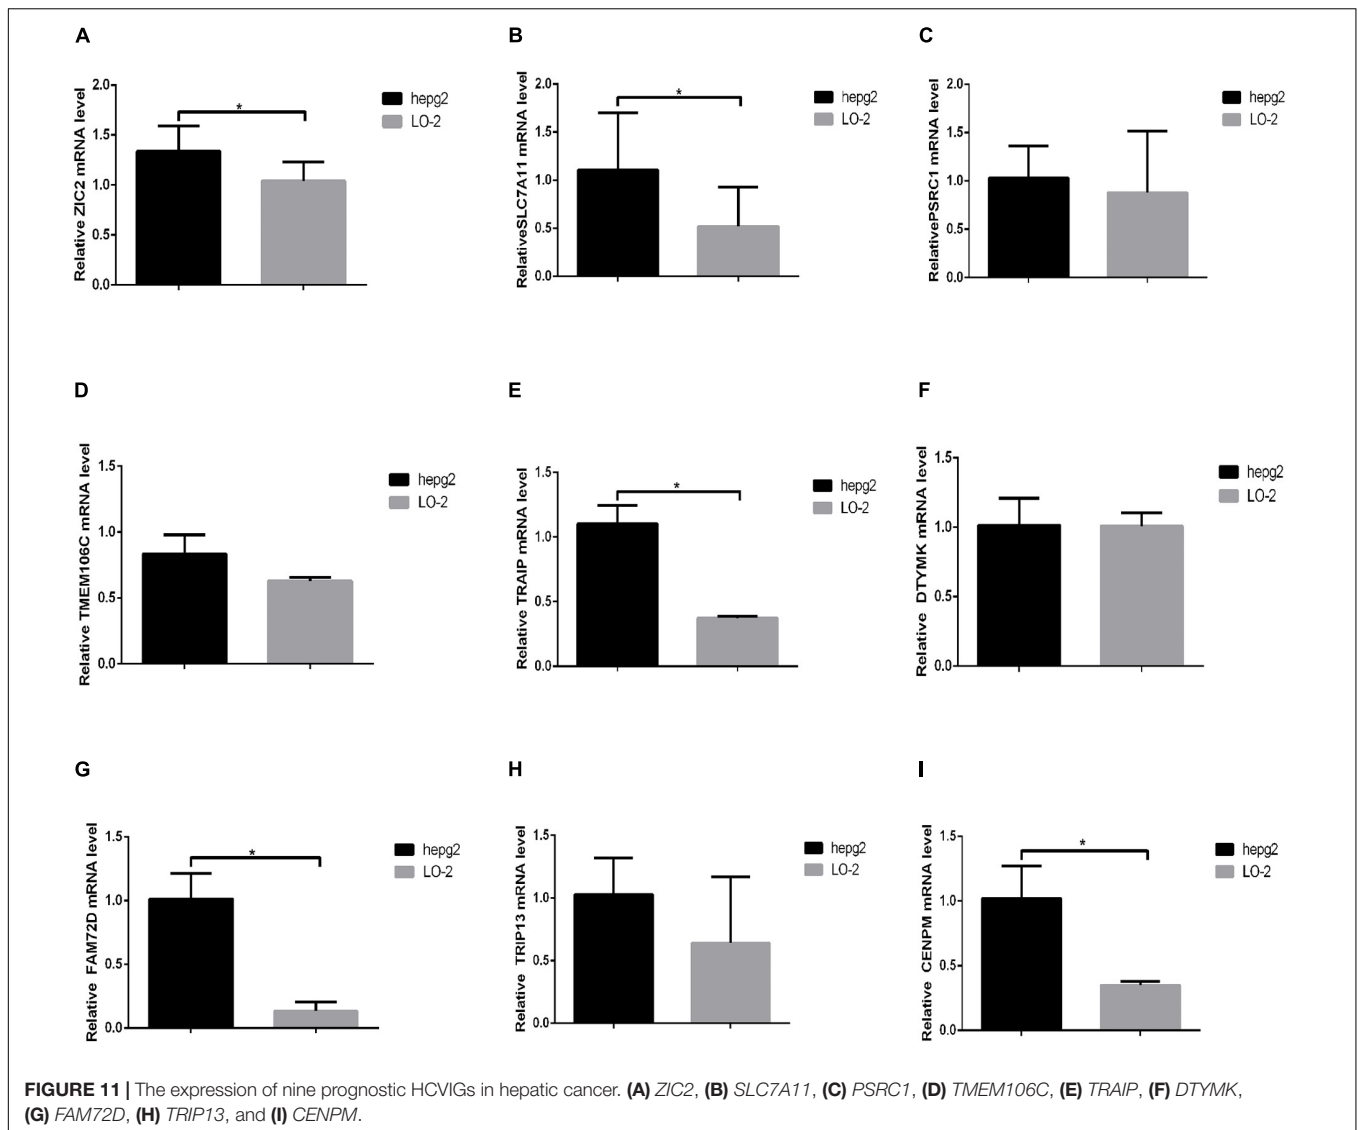 A
Relative ZIC2 mRNA level
2.0
1.5
1.0
0.5
0.0
*
hepg2
LO-2
B
RelativeSLC7A11 mRNA level
2.0
1.5
1.0
0.5
0.0
*
hepg2
LO-2
C
RelativePSRC1 mRNA level
2.0
1.5
1.0
0.5
0.0
hepg2
LO-2
D
Relative TMEM106C mRNA level
1.5
1.0
0.5
0.0
hepg2
LO-2
E
Relative TRAIP mRNA level
1.5
1.0
0.5
0.0
*
hepg2
LO-2
F
Relative DTYMK mRNA level
1.5
1.0
0.5
0.0
hepg2
LO-2
G
Relative FAM72D mRNA level
1.5
1.0
0.5
0.0
*
hepg2
LO-2
H
Relative TRIP13 mRNA level
1.5
1.0
0.5
0.0
hepg2
LO-2
I
Relative CENPM mRNA level
1.5
1.0
0.5
0.0
*
hepg2
LO-2
FIGURE 11 | The expression of nine prognostic HCVIGs in hepatic cancer. (A) ZIC2, (B) SLC7A11, (C) PSRC1, (D) TMEM106C, (E) TRAIP, (F) DTYMK,
(G) FAM72D, (H) TRIP13, and (I) CENPM.